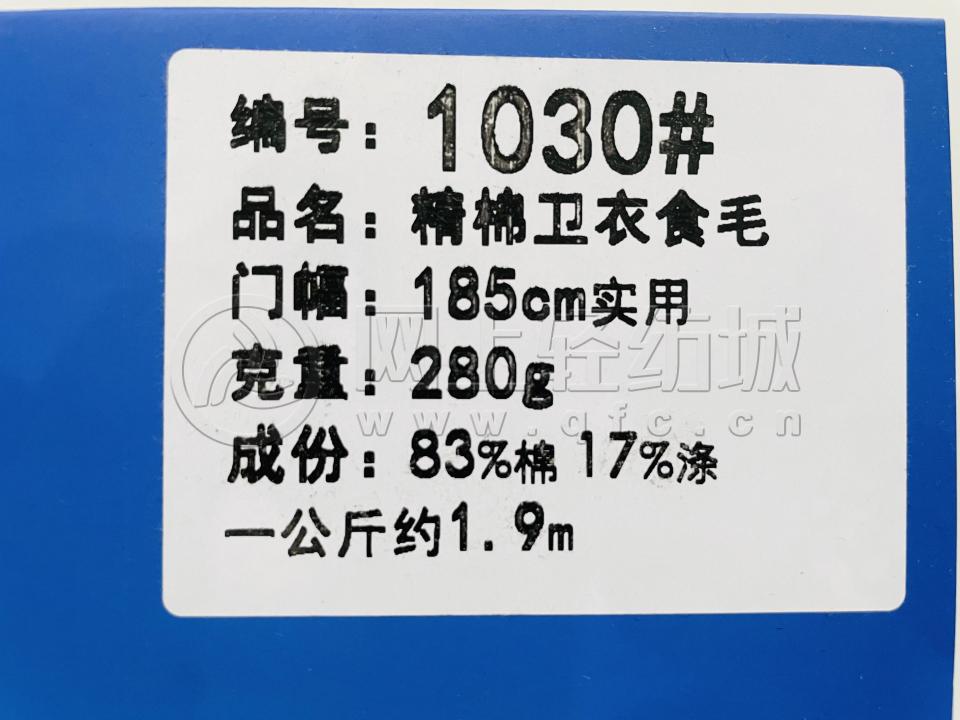 编号：1030#
品名：精棉卫衣食毛
门幅：185cm实用
克重：280g
网上轻纺城
www.qfc.cn
成份：83%棉 17%涤
一公斤约1.9m